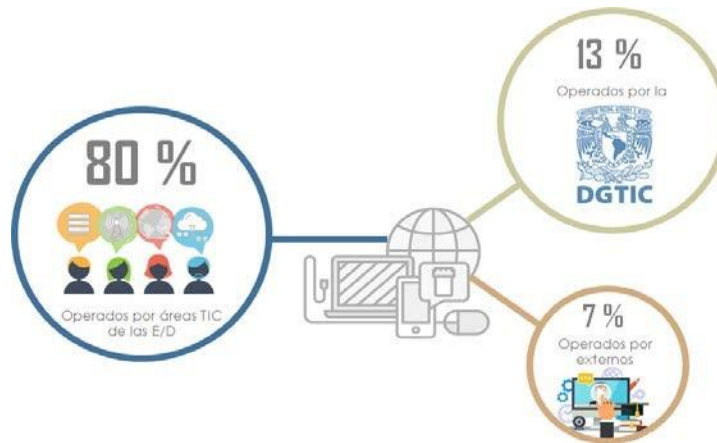 80 %
Operados por áreas TIC
de las E/D
13 %
Operados por la
DGTIC
7 %
Operados por
externos